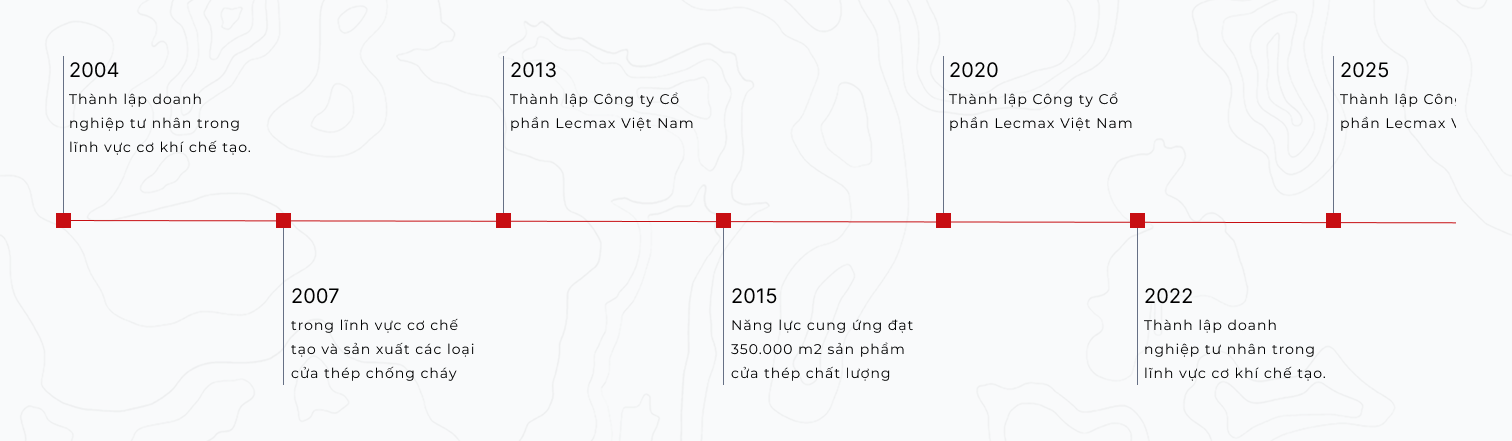 2004
Thành lập doanh
nghiệp tư nhân trong
lĩnh vực cơ khí chế tạo.
2007
trong lĩnh vực cơ chế
tạo và sản xuất các loại
cửa thép chống cháy
2013
Thành lập Công ty Cổ
phần Lecmax Việt Nam
2015
Năng lực cung ứng đạt
350.000 m2 sản phẩm
cửa thép chất lượng
2020
Thành lập Công ty Cổ
phần Lecmax Việt Nam
2022
Thành lập doanh
nghiệp tư nhân trong
lĩnh vực cơ khí chế tạo.
2025
Thành lập
phần Lecmax